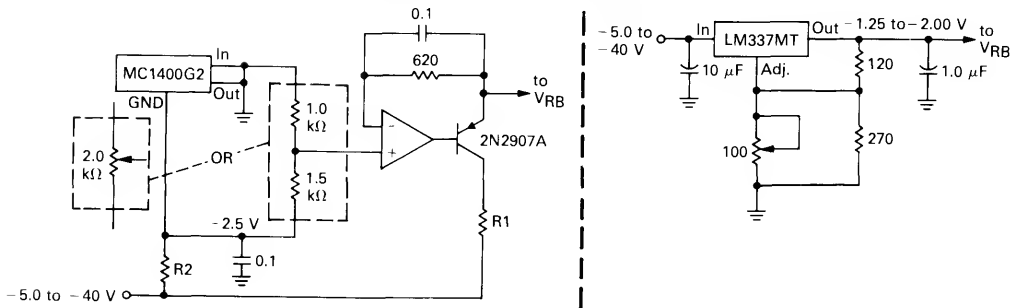 0.1
620
In
MC1400G2
Out
GND
to
VRB
1.0
kΩ
-
+
2N2907A
2.0
kΩ
OR
1.5
kΩ
-2.5 V
0.1
R1
R2
-5.0 to -40 V
-5.0 to
-40 V
In
LM337MT
Out
-1.25 to -2.00 V
to
VRB
10 μF
Adj.
120
1.0 μF
100
270